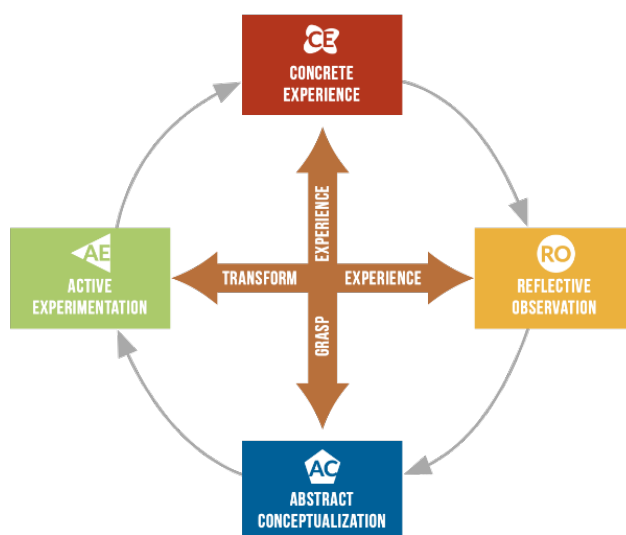 CE
CONCRETE
EXPERIENCE
AE
ACTIVE
EXPERIMENTATION
TRANSFORM EXPERIENCE
GRASP EXPERIENCE
RO
REFLECTIVE
OBSERVATION
AC
ABSTRACT
CONCEPTUALIZATION